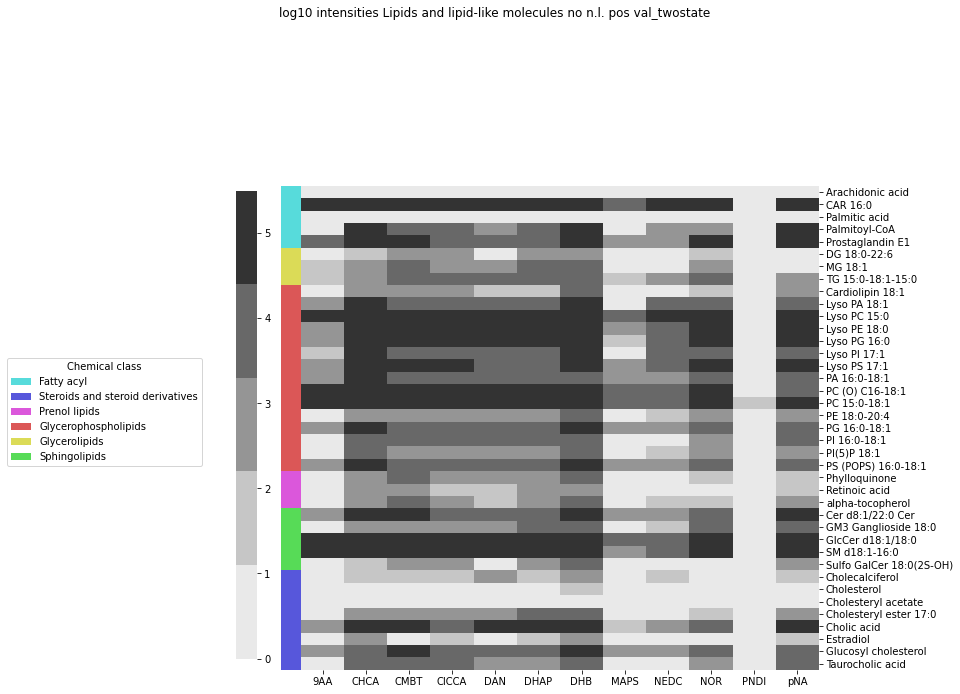 log10 intensities Lipids and lipid-like molecules no n.l. pos val_twostate
5
4
3
2
1
0
Chemical class
Fatty acyl
Steroids and steroid derivatives
Prenol lipids
Glycerophospholipids
Glycerolipids
Sphingolipids
Arachidonic acid
CAR 16:0
Palmitic acid
Palmitoyl-CoA
Prostaglandin E1
DG 18:0-22:6
MG 18:1
TG 15:0-18:1-15:0
Cardiolipin 18:1
Lyso PA 18:1
Lyso PC 15:0
Lyso PE 18:0
Lyso PG 16:0
Lyso PI 17:1
Lyso PS 17:1
PA 16:0-18:1
PC (O) C16-18:1
PC 15:0-18:1
PE 18:0-20:4
PG 16:0-18:1
PI 16:0-18:1
PI(5)P 18:1
PS (POPS) 16:0-18:1
Phylloquinone
Retinoic acid
alpha-tocopherol
Cer d8:1/22:0 Cer
GM3 Ganglioside 18:0
GlcCer d18:1/18:0
SM d18:1-16:0
Sulfo GalCer 18:0(2S-OH)
Cholecalciferol
Cholesterol
Cholesteryl acetate
Cholesteryl ester 17:0
Cholic acid
Estradiol
Glucosyl cholesterol
Taurocholic acid
9AA CHCA CMBT ClCCA DAN DHAP DHB MAPS NEDC NOR PNDI pNA